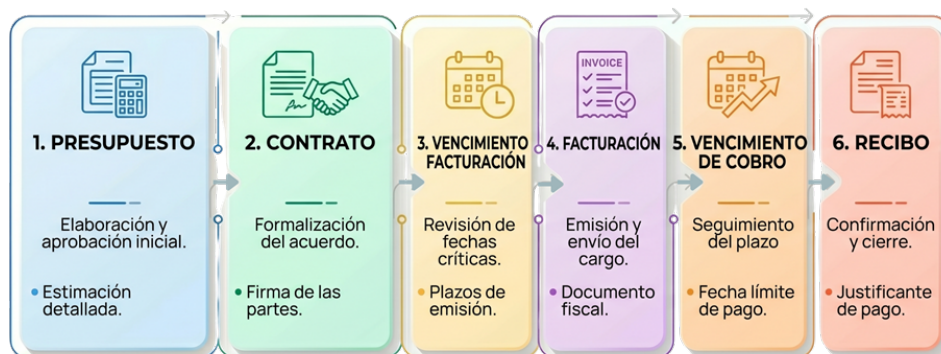 1. PRESUPUESTO
Elaboración y
aprobación inicial.
• Estimación
detallada.
2. CONTRATO
Formalización
del acuerdo.
• Firma de las
partes.
3. VENCIMIENTO
FACTURACIÓN
Revisión de
fechas
críticas.
• Plazos de
emisión.
INVOICE
4. FACTURACIÓN
Emisión y
envío del
cargo.
• Documento
fiscal.
5. VENCIMIENTO
DE COBRO
Seguimiento
del plazo
• Fecha límite
de pago.
6. RECIBO
Confirmación
y cierre.
• Justificante
de pago.